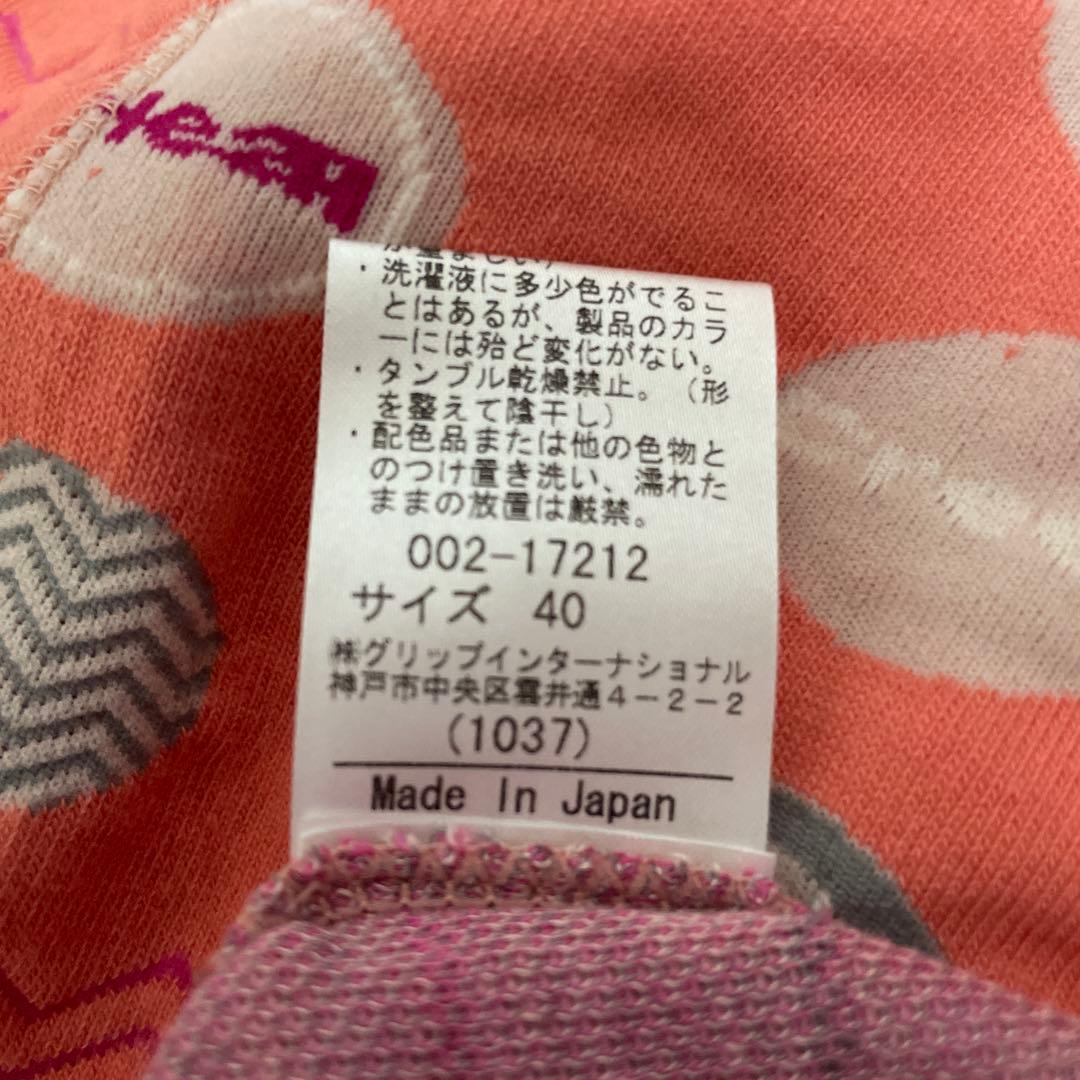 が望ましい)
・洗濯液に多少色がでるこ
とはあるが、製品のカラ
ーには殆ど変化がない。
・タンブル乾燥禁止。(形
を整えて陰干し)
・配色品または他の色物と
のつけ置き洗い、濡れた
ままの放置は厳禁。
002-17212
サイズ 40
㈱グリップインターナショナル
神戸市中央区雲井通4-2-2
(1037)
Made In Japan